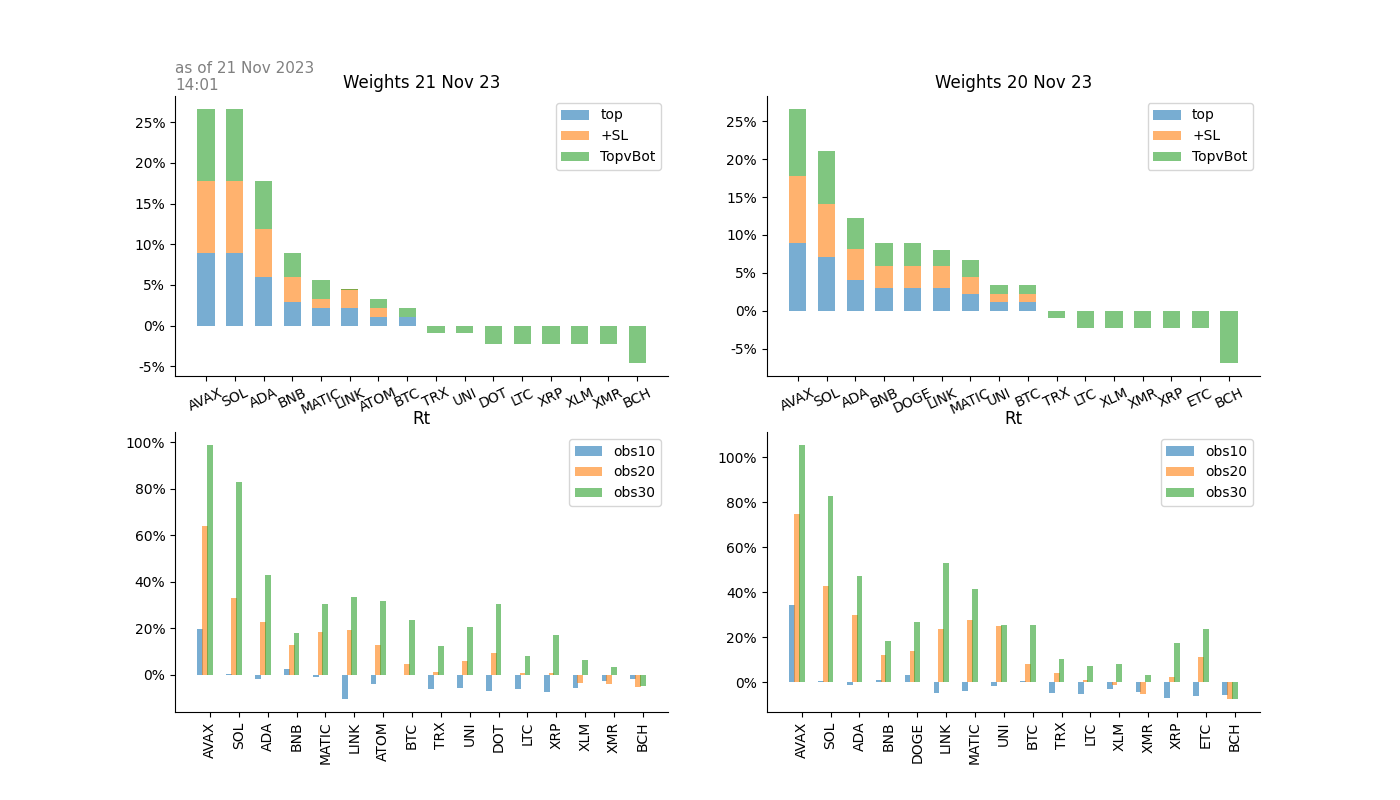 as of 21 Nov 2023
14:01
Weights 21 Nov 23
25%
20%
15%
10%
5%
0%
-5%
top
+SL
TopvBot
AVAX SOL ADA BNB MATIC LINK ATOM BTC TRX UNI DOT LTC XRP XLM XMR BCH
Weights 20 Nov 23
25%
20%
15%
10%
5%
0%
-5%
top
+SL
TopvBot
AVAX SOL ADA BNB DOGE LINK MATIC UNI BTC TRX LTC XLM XMR XRP ETC BCH
Rt
100%
80%
60%
40%
20%
0%
obs10
obs20
obs30
AVAX SOL ADA BNB MATIC LINK ATOM BTC TRX UNI DOT LTC XRP XLM XMR BCH
Rt
100%
80%
60%
40%
20%
0%
obs10
obs20
obs30
AVAX SOL ADA BNB DOGE LINK MATIC UNI BTC TRX LTC XLM XMR XRP ETC BCH